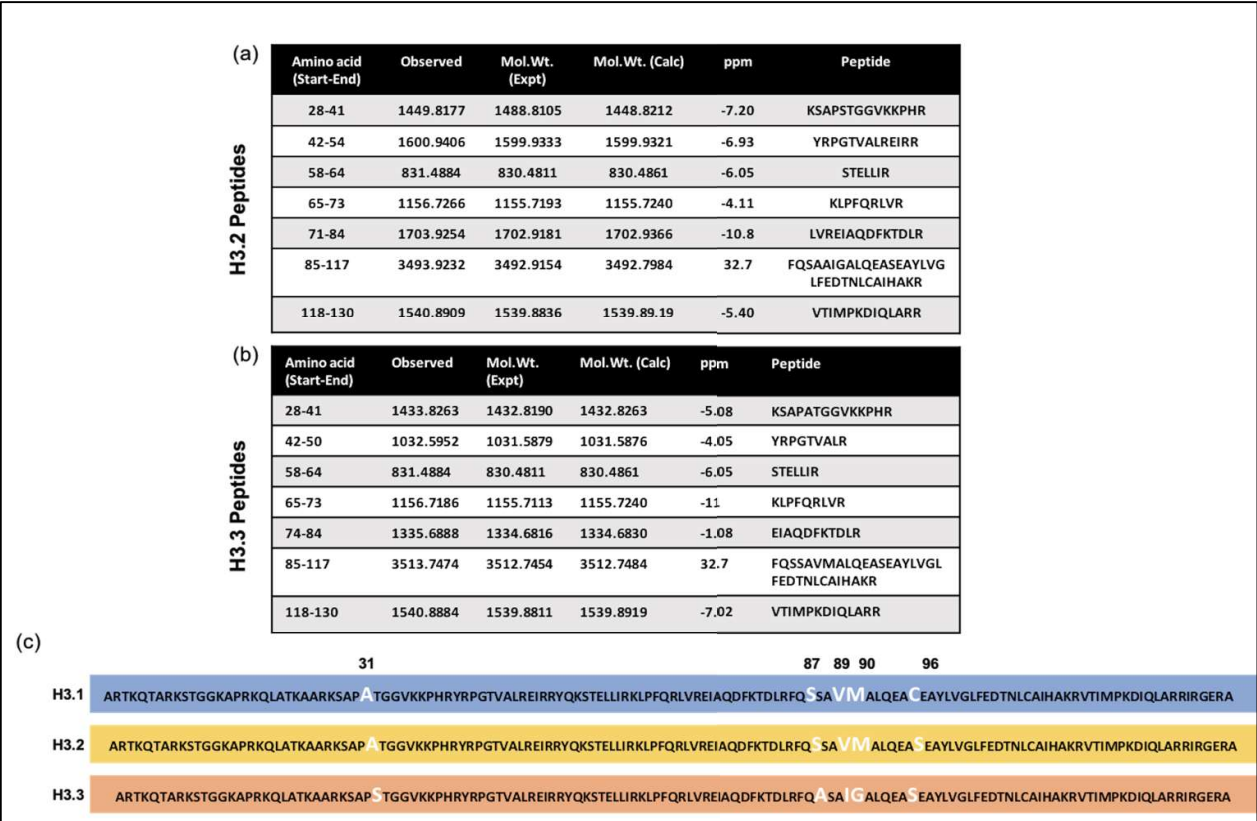 (a)
Amino acid (Start-End) Observed Mol.Wt. (Expt) Mol.Wt. (Calc) ppm Peptide
H3.2 Peptides
28-41 1449.8177 1488.8105 1448.8212 -7.20 KSAPSTGGVKKPHR
42-54 1600.9406 1599.9333 1599.9321 -6.93 YRPGTVALREIRR
58-64 831.4884 830.4811 830.4861 -6.05 STELLIR
65-73 1156.7266 1155.7193 1155.7240 -4.11 KLPFQRLVR
71-84 1703.9254 1702.9181 1702.9366 -10.8 LVREIAQDFKTDLR
85-117 3493.9232 3492.9154 3492.7984 32.7 FQSAAIGALQEASEAYLVG
LFEDTNLCAIHAKR
118-130 1540.8909 1539.8836 1539.89.19 -5.40 VTIMPKDIQLARR
(b)
Amino acid (Start-End) Observed Mol.Wt. (Expt) Mol.Wt. (Calc) ppm Peptide
H3.3 Peptides
28-41 1433.8263 1432.8190 1432.8263 -5.08 KSAPATGGVKKPHR
42-50 1032.5952 1031.5879 1031.5876 -4.05 YRPGTVALR
58-64 831.4884 830.4811 830.4861 -6.05 STELLIR
65-73 1156.7186 1155.7113 1155.7240 -11 KLPFQRLVR
74-84 1335.6888 1334.6816 1334.6830 -1.08 EIAQDFKTDLR
85-117 3513.7474 3512.7454 3512.7484 32.7 FQSSAVMALQEASEAYLVGL
FEDTNLCAIHAKR
118-130 1540.8884 1539.8811 1539.8919 -7.02 VTIMPKDIQLARR
(c)
31 87 89 90 96
H3.1 ARTKQTARKSTGGKAPRKQLATKAARKSAPATGGVKKPHRYRPGTVALREIRRYQKSTELLIRKLPFQRLVREIAQDFKTDLRFQSSAVMALQEACEAYLVGLFEDTNLCAIHAKRVTIMPKDIQLARRIRGERA
H3.2 ARTKQTARKSTGGKAPRKQLATKAARKSAPATGGVKKPHRYRPGTVALREIRRYQKSTELLIRKLPFQRLVREIAQDFKTDLRFQSSAVMALQEASEAYLVGLFEDTNLCAIHAKRVTIMPKDIQLARRIRGERA
H3.3 ARTKQTARKSTGGKAPRKQLATKAARKSAPSTGGVKKPHRYRPGTVALREIRRYQKSTELLIRKLPFQRLVREIAQDFKTDLRFQASAIGALQEASEAYLVGLFEDTNLCAIHAKRVTIMPKDIQLARRIRGERA